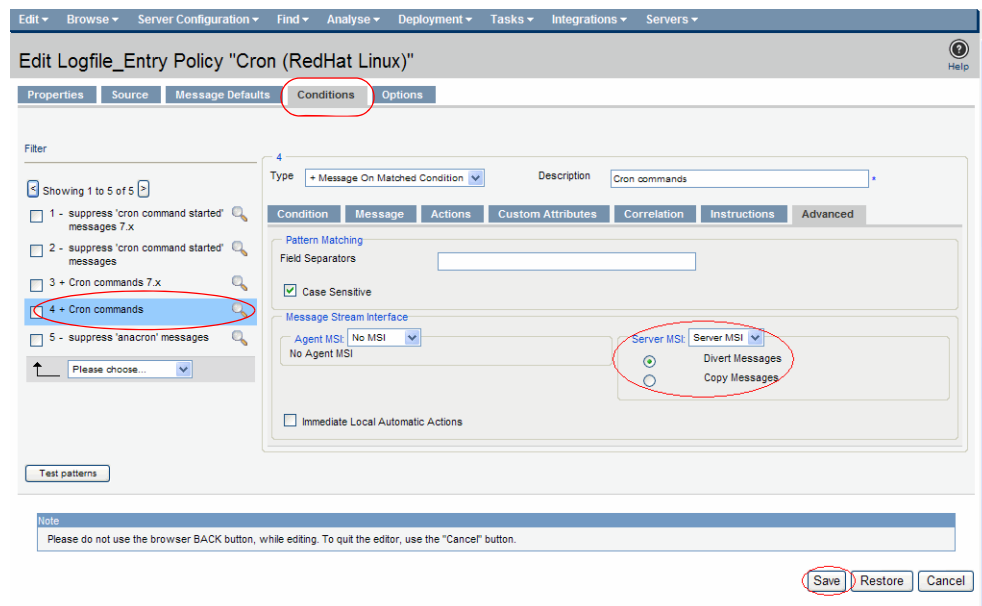 Edit Browse Server Configuration Find Analyse Deployment Tasks Integrations Servers
Edit Logfile_Entry Policy "Cron (RedHat Linux)"
?
Help
Properties Source Message Defaults Conditions Options
Filter
< Showing 1 to 5 of 5 >
1 - suppress 'cron command started'
messages 7.x
2 - suppress 'cron command started'
messages
3 + Cron commands 7.x
4 + Cron commands
5 - suppress 'anacron' messages
Please choose...
Test patterns
4
Type + Message On Matched Condition Description Cron commands *
Condition Message Actions Custom Attributes Correlation Instructions Advanced
Pattern Matching
Field Separators
Case Sensitive
Message Stream Interface
Agent MSI: No MSI
No Agent MSI
Server MSI: Server MSI
Divert Messages
Copy Messages
Immediate Local Automatic Actions
Note
Please do not use the browser BACK button, while editing. To quit the editor, use the "Cancel" button.
Save Restore Cancel